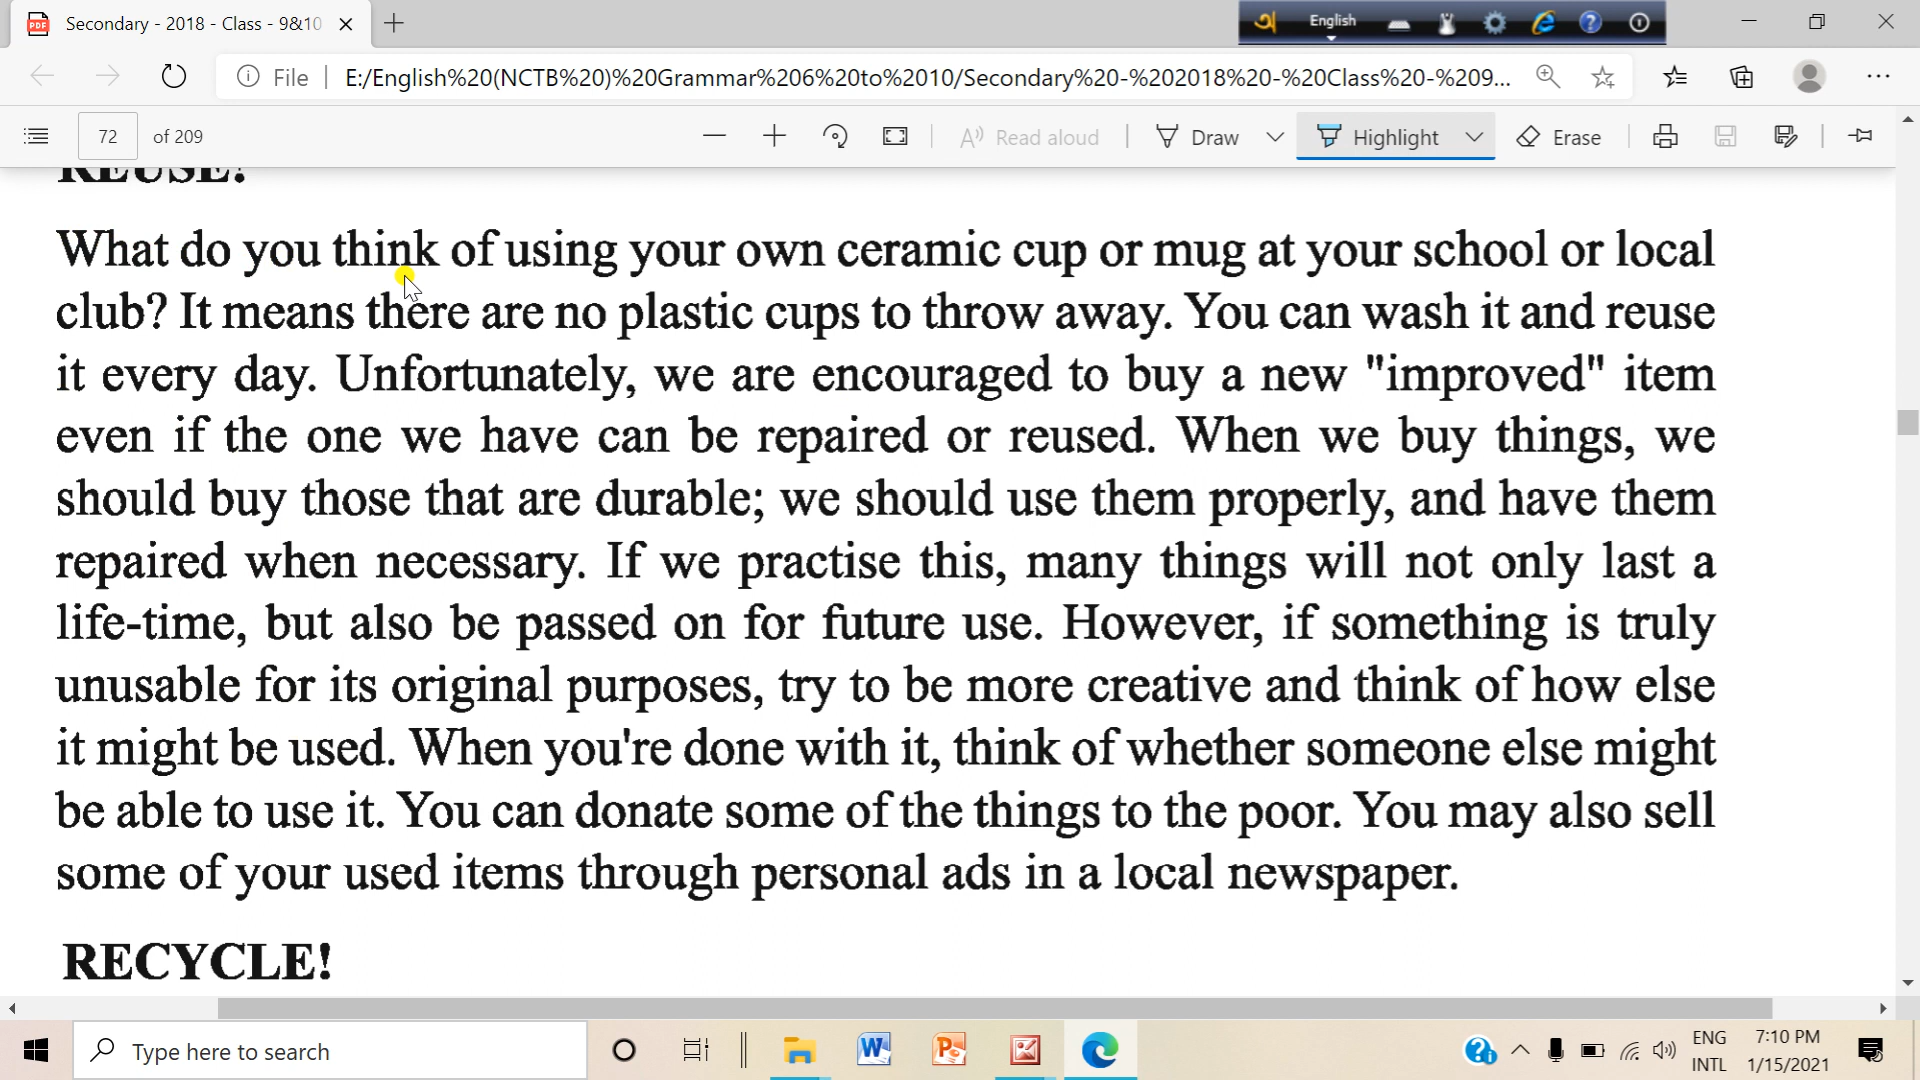 Secondary - 2018 - Class - 9&10
English
File
E:/English%20(NCTB%20)%20Grammar%206%20to%2010/Secondary%20-%202018%20-%20Class%20-%209...
72 of 209
Read aloud
Draw
Highlight
Erase
REUSE!
What do you think of using your own ceramic cup or mug at your school or local
club? It means there are no plastic cups to throw away. You can wash it and reuse
it every day. Unfortunately, we are encouraged to buy a new "improved" item
even if the one we have can be repaired or reused. When we buy things, we
should buy those that are durable; we should use them properly, and have them
repaired when necessary. If we practise this, many things will not only last a
life-time, but also be passed on for future use. However, if something is truly
unusable for its original purposes, try to be more creative and think of how else
it might be used. When you're done with it, think of whether someone else might
be able to use it. You can donate some of the things to the poor. You may also sell
some of your used items through personal ads in a local newspaper.
RECYCLE!
Type here to search
ENG
INTL
7:10 PM
1/15/2021